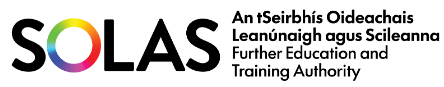 SOLAS
An tSeirbhís Oideachais
Leanúnaigh agus Scileanna
Further Education and
Training Authority